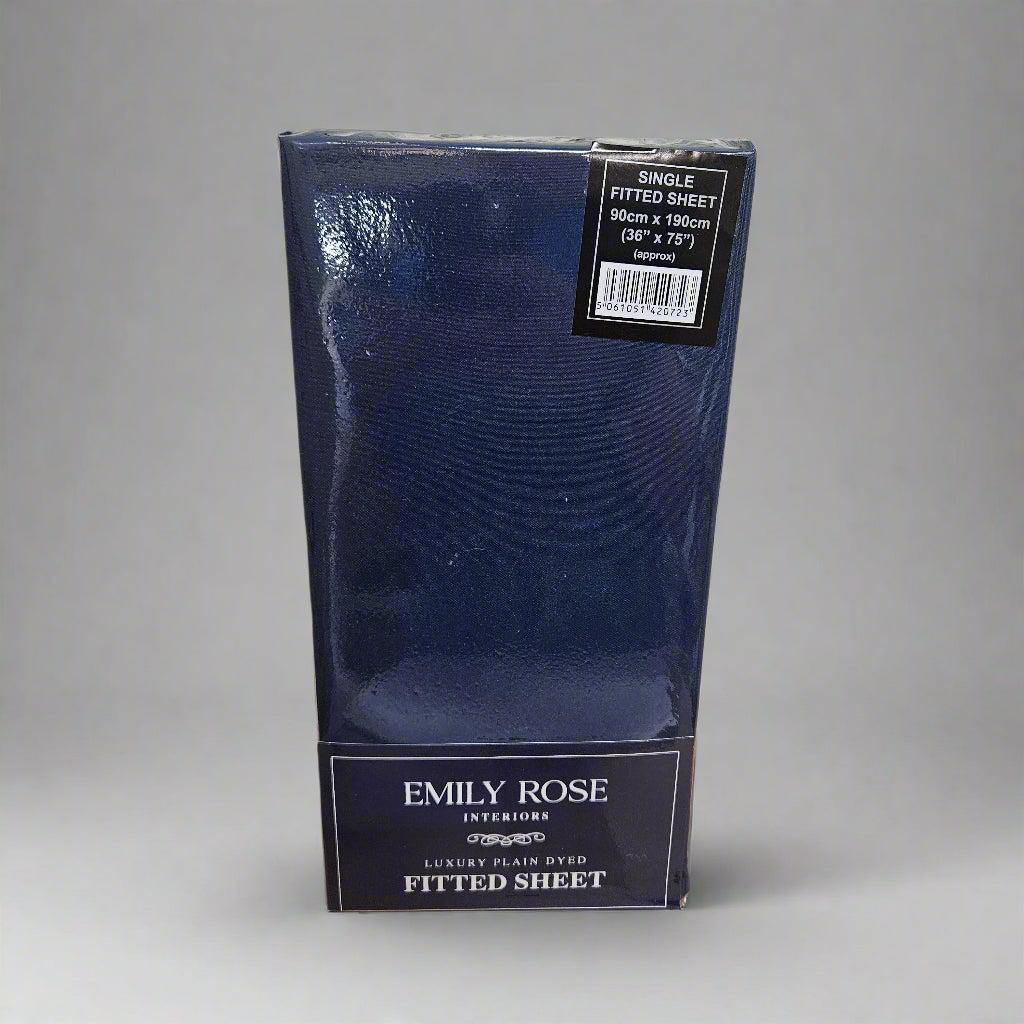 SINGLE
FITTED SHEET
90cm x 190cm
(36” x 75”)
(approx)
5 061051 420723
EMILY ROSE
INTERIORS
LUXURY PLAIN DYED
FITTED SHEET